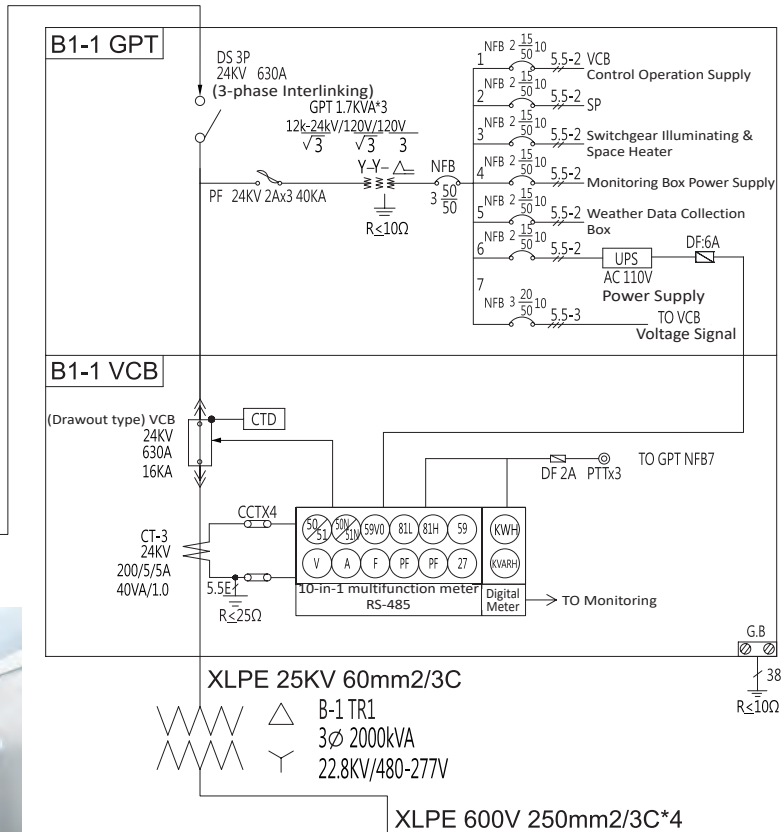 B1-1 GPT
DS 3P
24KV 630A
(3-phase Interlinking)
GPT 1.7KVA*3
12k-24kV/120V/120V
√3 √3 3
Y-Y-
PF 24KV 2Ax3 40KA
R≤10Ω
NFB
3 50/50
1 NFB 2 15/50 10 5.5-2 VCB
Control Operation Supply
2 NFB 2 15/50 10 5.5-2 SP
3 NFB 2 15/50 10 5.5-2 Switchgear Illuminating &
Space Heater
4 NFB 2 15/50 10 5.5-2 Monitoring Box Power Supply
5 NFB 2 15/50 10 5.5-2 Weather Data Collection
Box
6 NFB 2 15/50 10 5.5-2 UPS DF:6A
AC 110V
Power Supply
7 NFB 3 20/50 10 5.5-3 TO VCB
Voltage Signal
B1-1 VCB
(Drawout type) VCB
24KV
630A
16KA
CTD
DF 2A PTTx3 TO GPT NFB7
CCTX4
CT-3
24KV
200/5/5A
40VA/1.0
5.5E
R≤25Ω
50/51 50N/51N 59V0 81L 81H 59 KWH
V A F PF PF 27 KVARH
10-in-1 multifunction meter
RS-485
Digital
Meter
TO Monitoring
G.B
38
R≤10Ω
XLPE 25KV 60mm2/3C
B-1 TR1
3∅ 2000kVA
22.8KV/480-277V
XLPE 600V 250mm2/3C*4